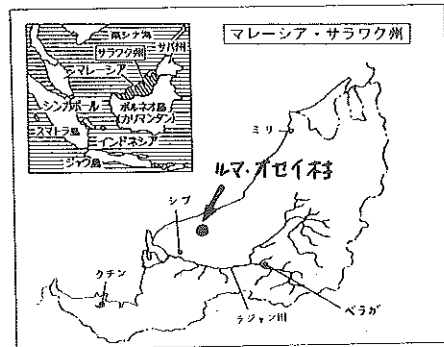 マレーシア・サラワク州
南シナ海
サバ州
サラワク州
マレーシア
シンガポール
ボルネオ島
(カリマンタン)
スマトラ島
インドネシア
ジャワ島
ミリ
ルマ・オセイ村
シブ
クチン
ラジャン川
ベラガ